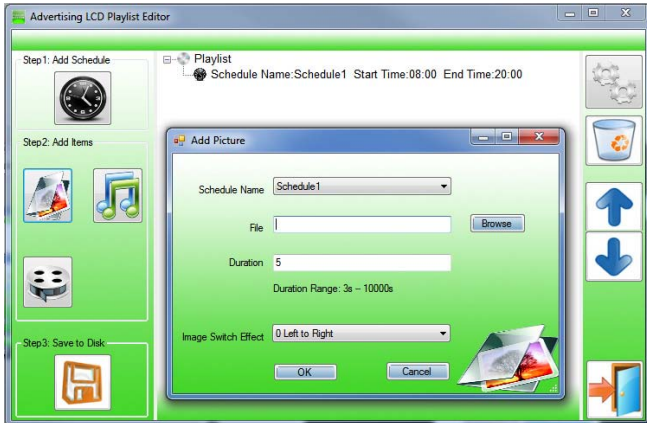 Advertising LCD Playlist Editor
Step1: Add Schedule
Playlist
Schedule Name:Schedule1 Start Time:08:00 End Time:20:00
Step2: Add Items
Add Picture
Schedule Name Schedule1
File Browse
Duration 5
Duration Range: 3s – 10000s
Image Switch Effect 0 Left to Right
OK Cancel
Step3: Save to Disk